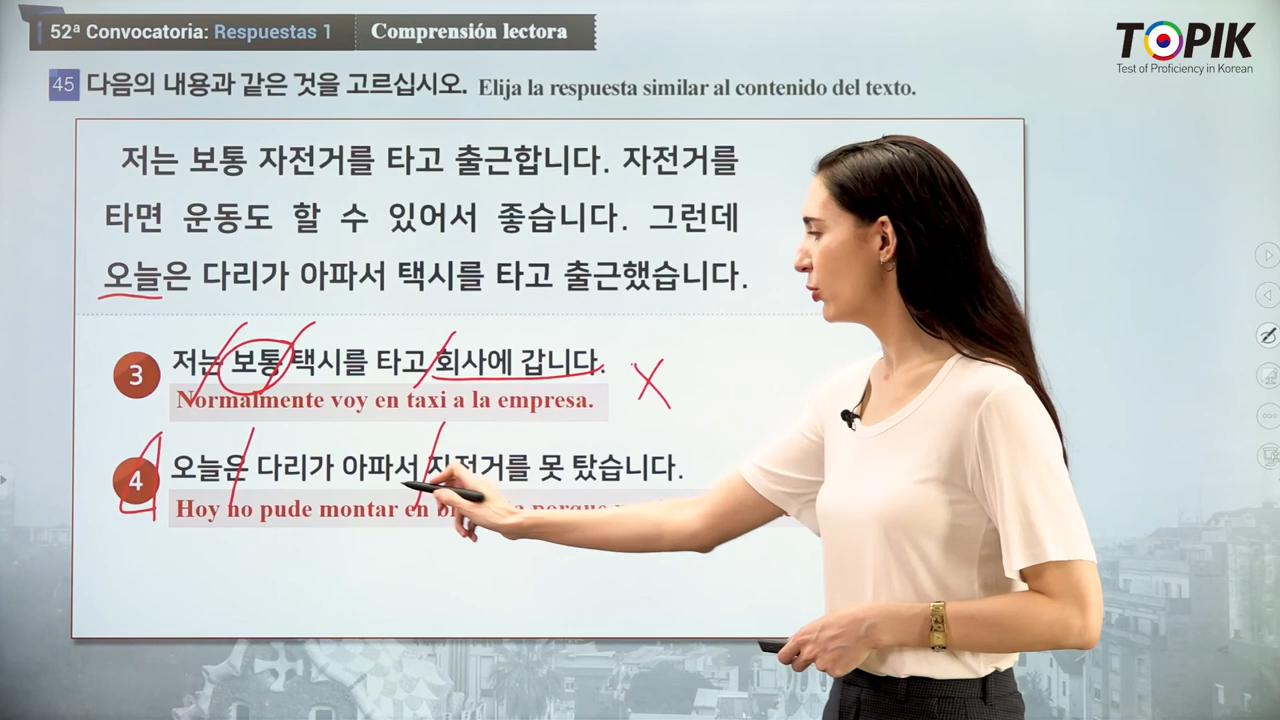 52ª Convocatoria: Respuestas 1 Comprensión lectora
TOPIK
Test of Proficiency in Korean
45 다음의 내용과 같은 것을 고르십시오. Elija la respuesta similar al contenido del texto.
저는 보통 자전거를 타고 출근합니다. 자전거를
타면 운동도 할 수 있어서 좋습니다. 그런데
오늘은 다리가 아파서 택시를 타고 출근했습니다.
3 저는 보통 택시를 타고 회사에 갑니다.
Normalmente voy en taxi a la empresa.
4 오늘은 다리가 아파서 자전거를 못 탔습니다.
Hoy no pude montar en